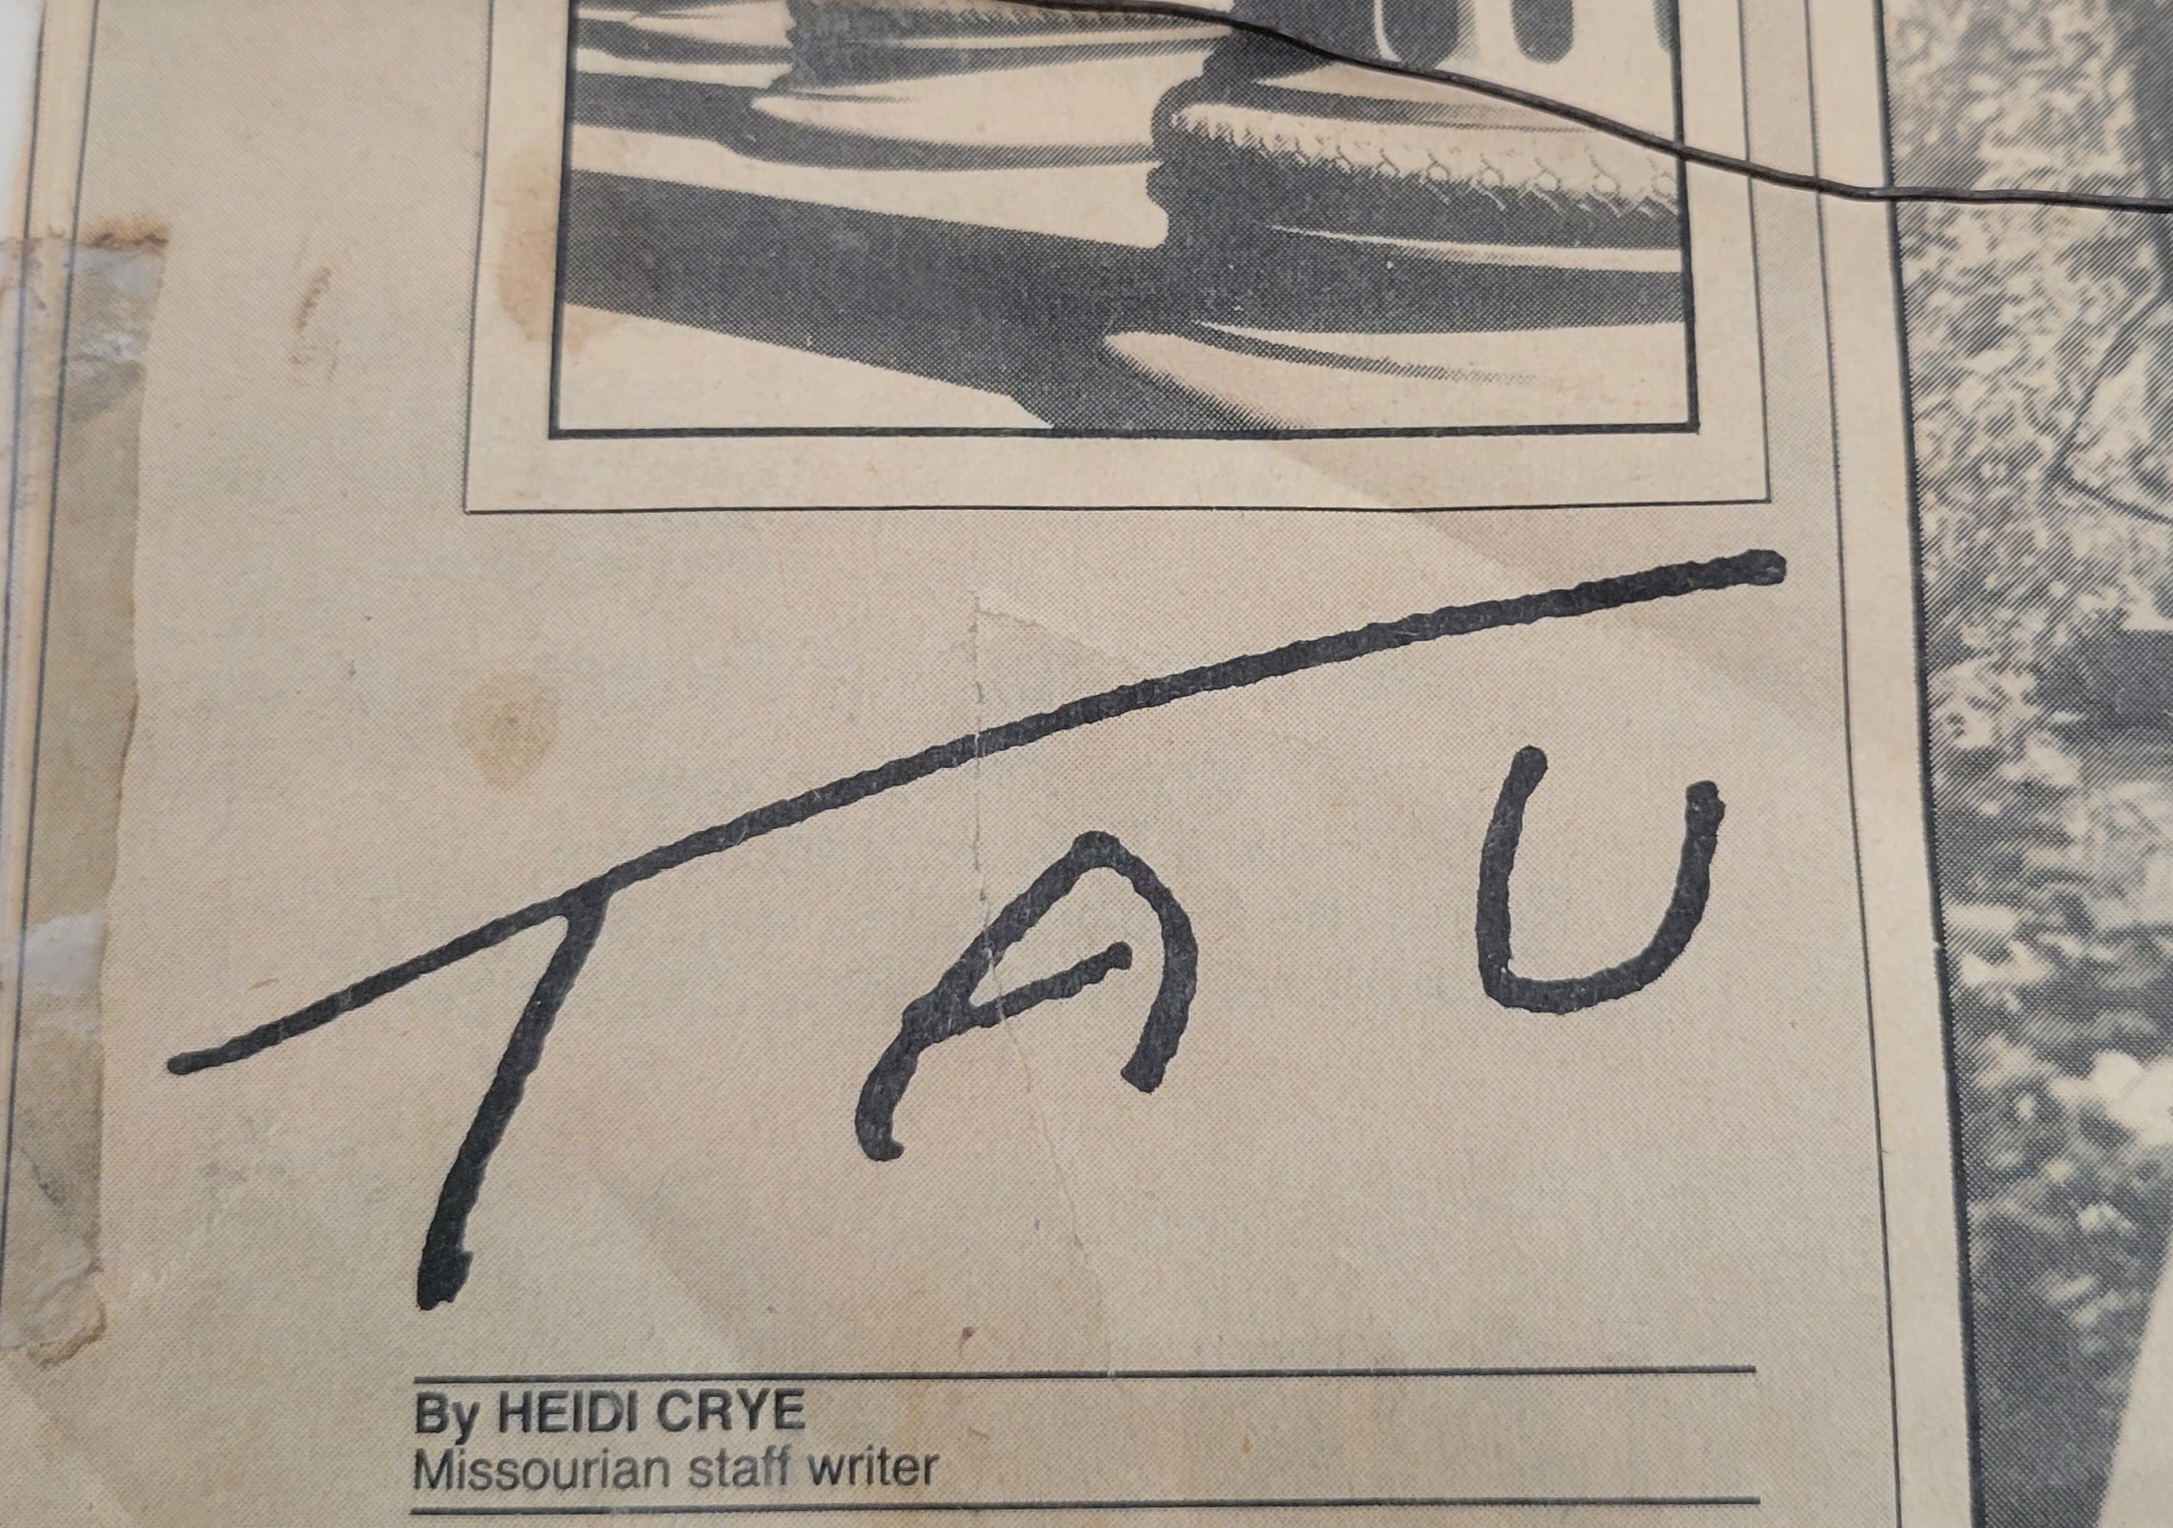 TAU
By HEIDI CRYE
Missourian staff writer